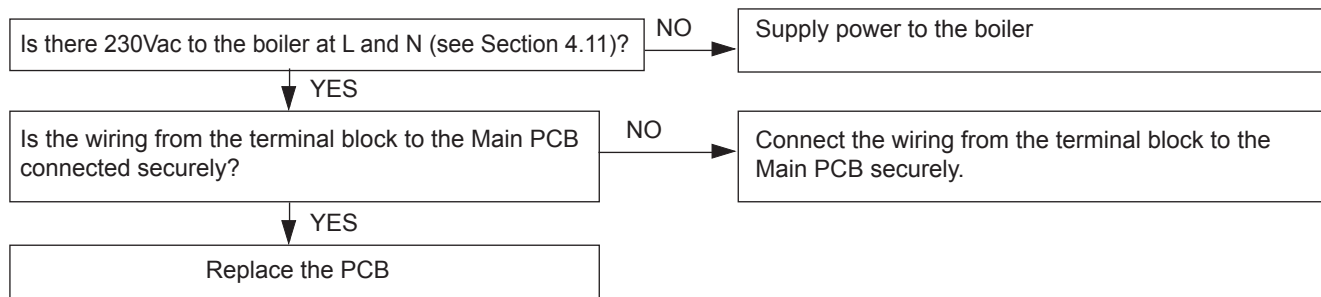 Is there 230Vac to the boiler at L and N (see Section 4.11)?
NO
Supply power to the boiler
YES
Is the wiring from the terminal block to the Main PCB
connected securely?
NO
Connect the wiring from the terminal block to the
Main PCB securely.
YES
Replace the PCB